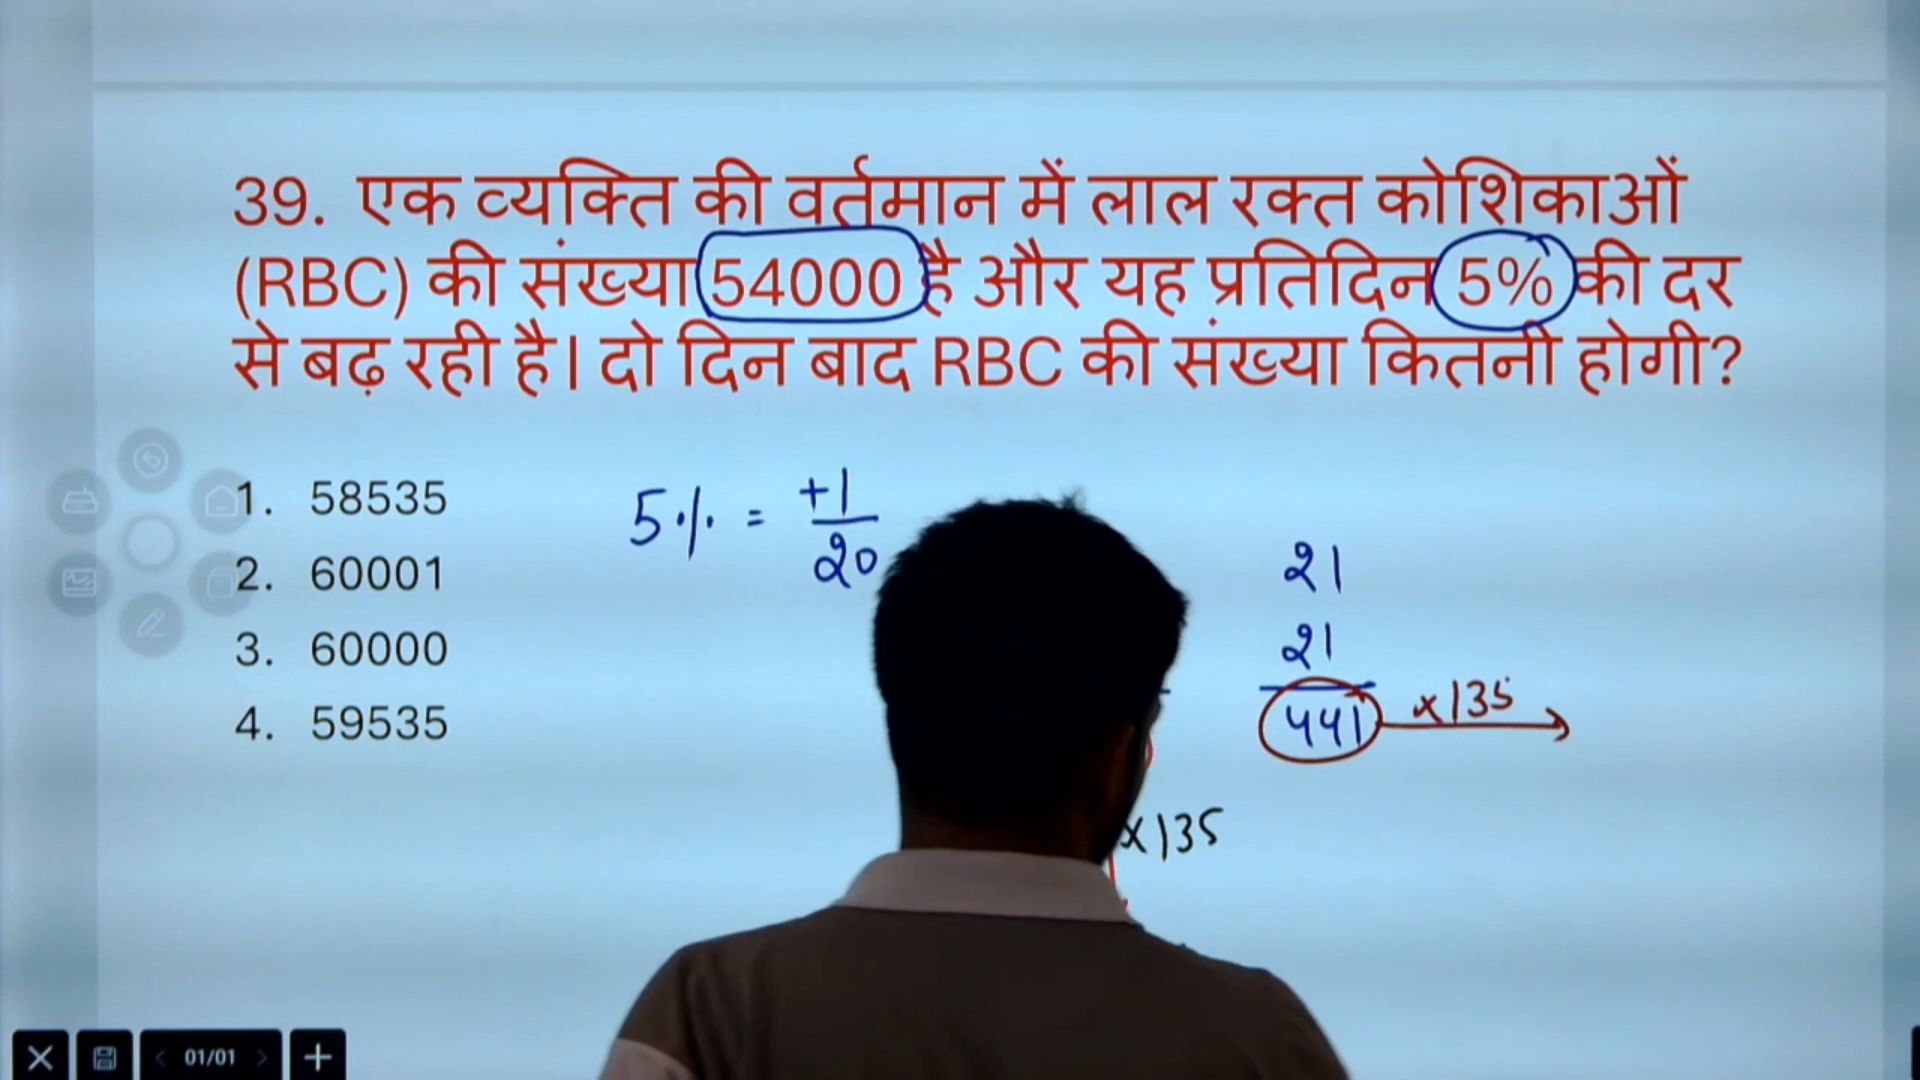 39. एक व्यक्ति की वर्तमान में लाल रक्त कोशिकाओं
(RBC) की संख्या 54000 है और यह प्रतिदिन 5% की दर
से बढ़ रही है। दो दिन बाद RBC की संख्या कितनी होगी?
1. 58535
2. 60001
3. 60000
4. 59535
5% = +1/20
21
21
441 ×135
×135
01/01